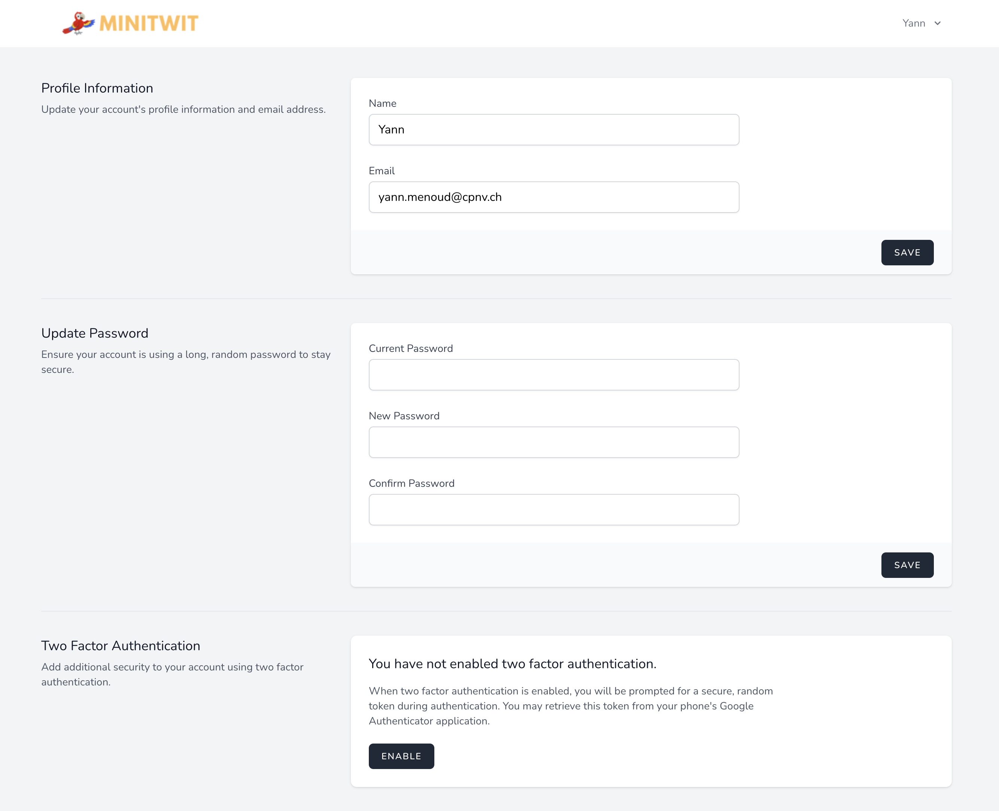 MINITWIT
Yann
Profile Information
Update your account's profile information and email address.
Name
Yann
Email
yann.menoud@cpnv.ch
SAVE
Update Password
Ensure your account is using a long, random password to stay
secure.
Current Password
New Password
Confirm Password
SAVE
Two Factor Authentication
Add additional security to your account using two factor
authentication.
You have not enabled two factor authentication.
When two factor authentication is enabled, you will be prompted for a secure, random
token during authentication. You may retrieve this token from your phone's Google
Authenticator application.
ENABLE